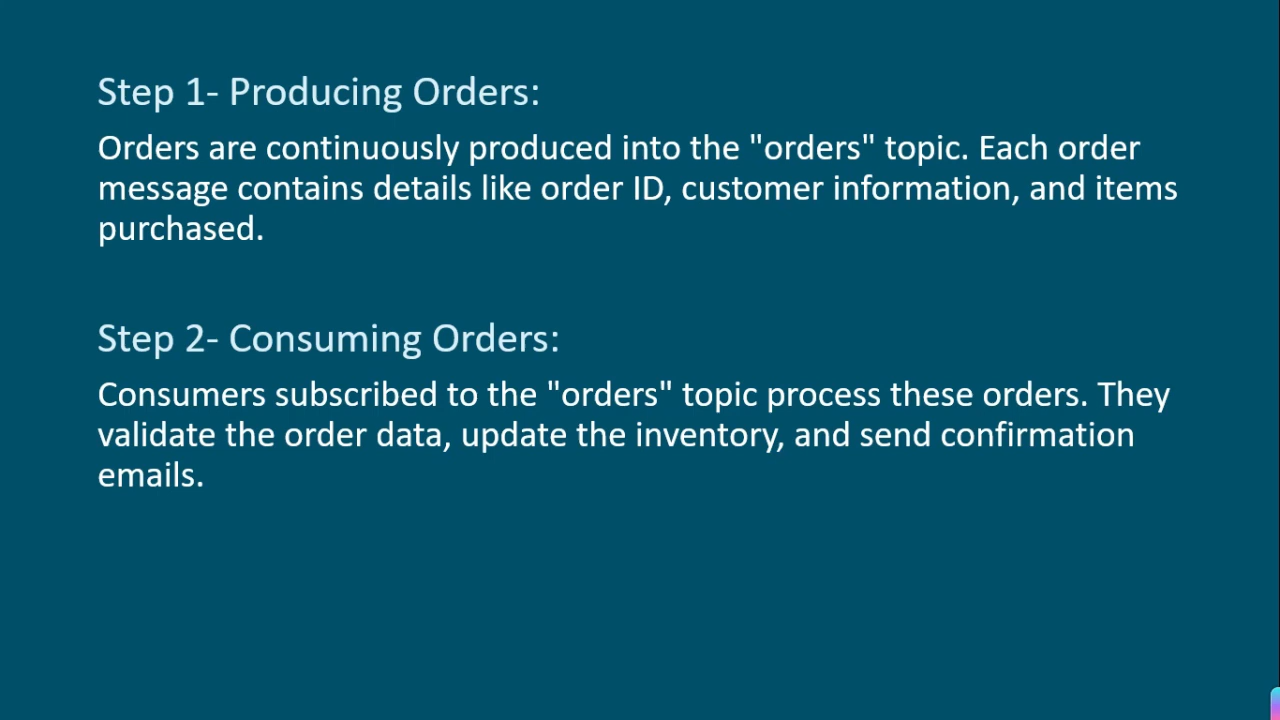 Step 1- Producing Orders:
Orders are continuously produced into the "orders" topic. Each order
message contains details like order ID, customer information, and items
purchased.
Step 2- Consuming Orders:
Consumers subscribed to the "orders" topic process these orders. They
validate the order data, update the inventory, and send confirmation
emails.